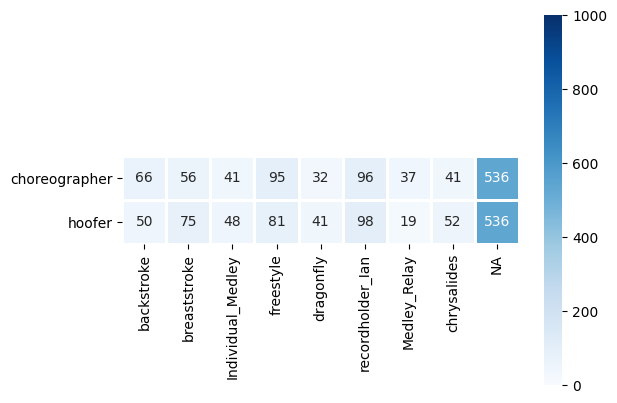 1000
800
600
400
200
0
choreographer 66 56 41 95 32 96 37 41 536
hoofer 50 75 48 81 41 98 19 52 536
backstroke
breaststroke
Individual_Medley
freestyle
dragonfly
recordholder_Ian
Medley_Relay
chrysalides
NA